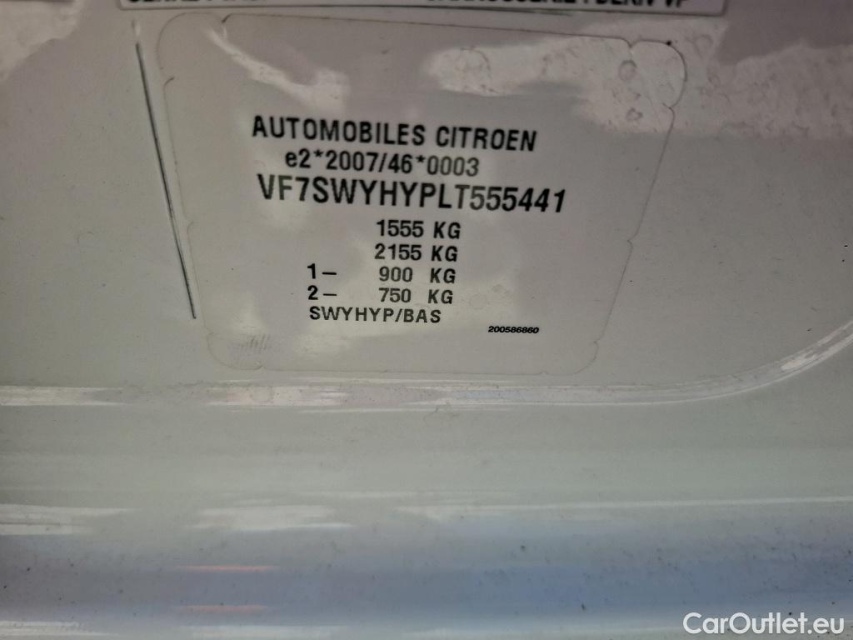 AUTOMOBILES CITROEN
e2*2007/46*0003
VF7SWYHYPLT555441
1555 KG
2155 KG
1- 900 KG
2- 750 KG
SWYHYP/BAS
200586860
CarOutlet.eu